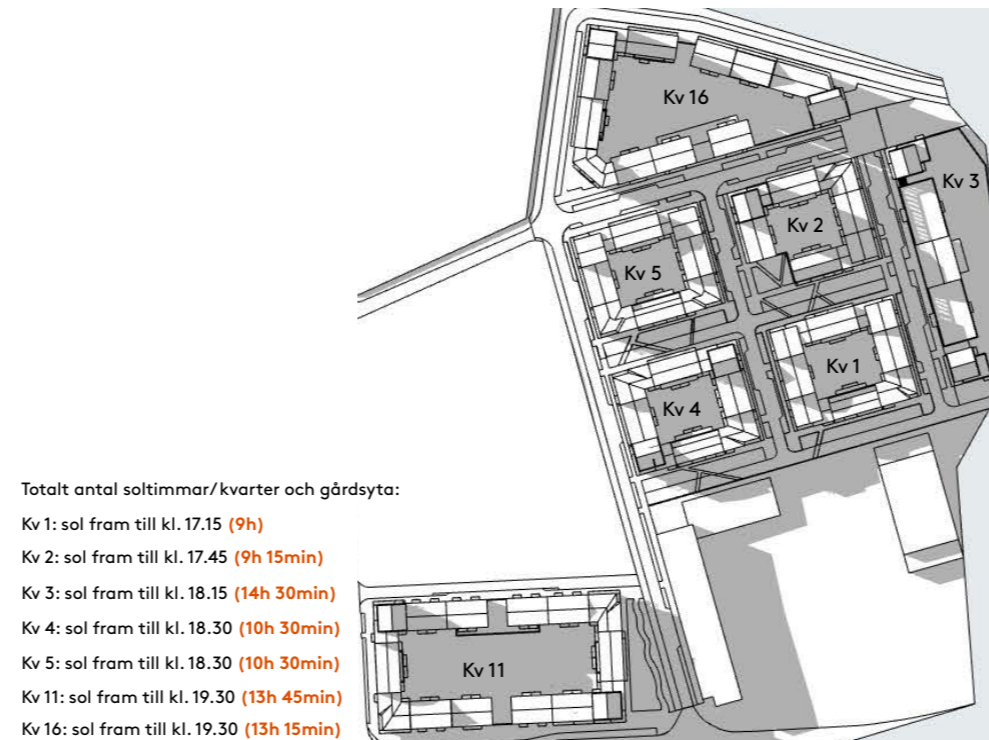 Kv 16
Kv 3
Kv 2
Kv 5
Kv 1
Kv 4
Totalt antal soltimmar/kvarter och gårdsyta:
Kv 1: sol fram till kl. 17.15 (9h)
Kv 2: sol fram till kl. 17.45 (9h 15min)
Kv 3: sol fram till kl. 18.15 (14h 30min)
Kv 4: sol fram till kl. 18.30 (10h 30min)
Kv 5: sol fram till kl. 18.30 (10h 30min)
Kv 11: sol fram till kl. 19.30 (13h 45min)
Kv 16: sol fram till kl. 19.30 (13h 15min)
Kv 11